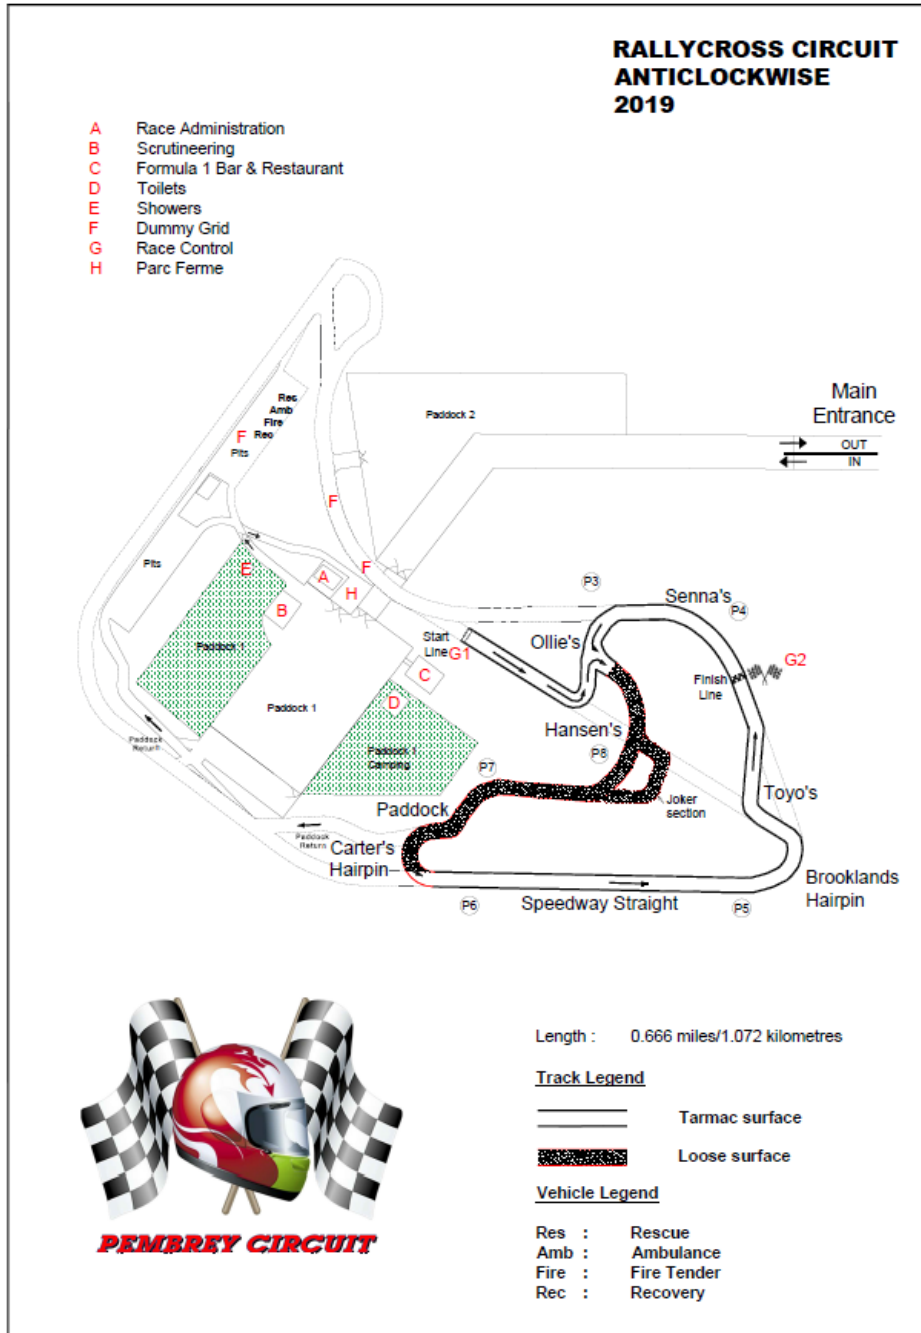 RALLYCROSS CIRCUIT
ANTICLOCKWISE
2019
A Race Administration
B Scrutineering
C Formula 1 Bar & Restaurant
D Toilets
E Showers
F Dummy Grid
G Race Control
H Parc Ferme
Res
Amb
Fire
Rec
F
Pits
Paddock 2
Main
Entrance
OUT
IN
F
Pits
E
F
A
H
B
P3
Senna's
P4
Start
Line
G1
Ollie's
G2
Paddock 1
C
Finish
Line
D
Paddock 1
Hansen's
Paddock
Return
Paddock 1
Camping
P8
P7
Toyo's
Paddock
Joker
section
Paddock
Return
Carter's
Hairpin
Brooklands
Hairpin
P6
Speedway Straight
P5
Length : 0.666 miles/1.072 kilometres
Track Legend
Tarmac surface
Loose surface
Vehicle Legend
Res : Rescue
Amb : Ambulance
Fire : Fire Tender
Rec : Recovery
PEMBREY CIRCUIT